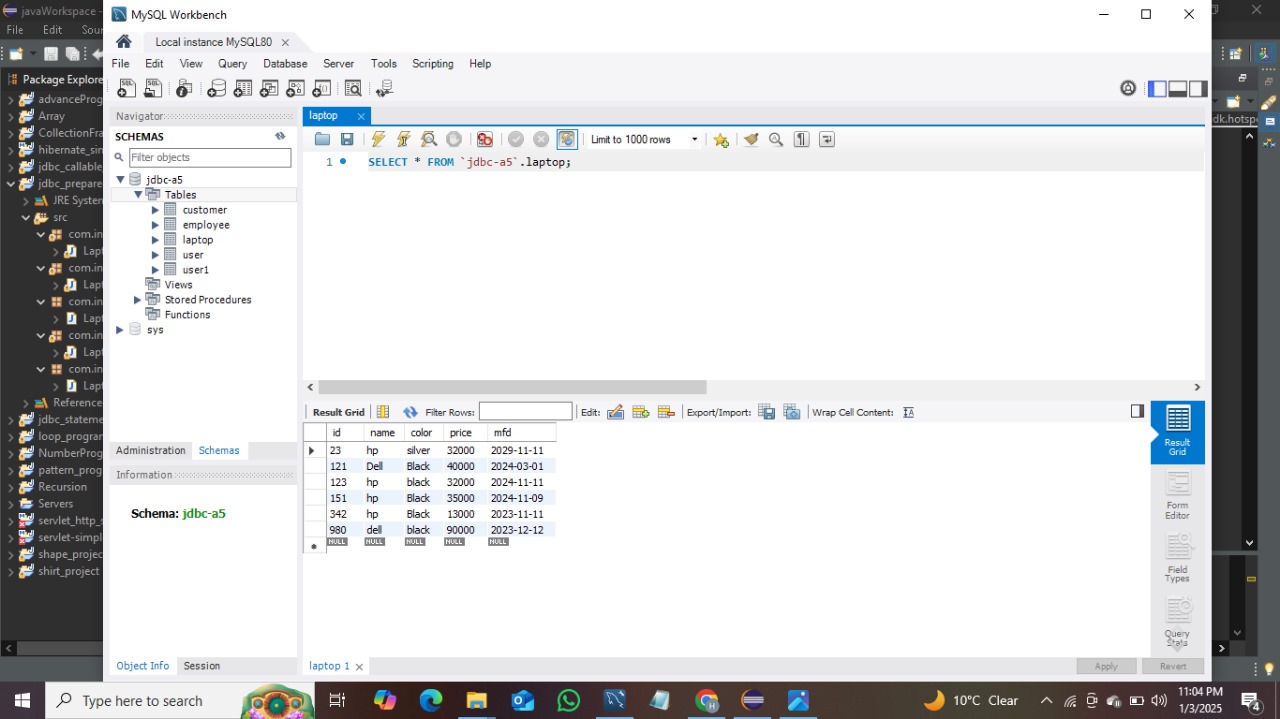 javaWorkspace
MySQL Workbench
File Edit
Local instance MySQL80
File Edit View Query Database Server Tools Scripting Help
Package Explore
advanceProg
Array
CollectionFra
hibernate_sin
jdbc_callable
jdbc_prepare
JRE System
src
com.in
Lapt
com.in
Lapt
com.in
Lapt
com.in
Lapt
com.in
Lapt
Reference
jdbc_stateme
loop_progran
NumberProg
pattern_prog
Recursion
Servers
servlet_http_s
servlet-simpl
shape_project
shirt_project
Navigator
SCHEMAS
Filter objects
jdbc-a5
Tables
customer
employee
laptop
user
user1
Views
Stored Procedures
Functions
sys
Administration Schemas
Information
Schema: jdbc-a5
Object Info Session
laptop
Limit to 1000 rows
1 SELECT * FROM `jdbc-a5`.laptop;
Result Grid Filter Rows: Edit: Export/Import: Wrap Cell Content:
id name color price mfd
23 hp silver 32000 2029-11-11
121 Dell Black 40000 2024-03-01
123 hp black 32000 2024-11-11
151 hp Black 35000 2024-11-09
342 hp Black 13000 2023-11-11
980 dell black 90000 2023-12-12
NULL NULL NULL NULL NULL
Result Grid
Form Editor
Field Types
Query Stats
laptop 1
Apply Revert
dk.hotsp
Type here to search
10°C Clear
11:04 PM
1/3/2025
4